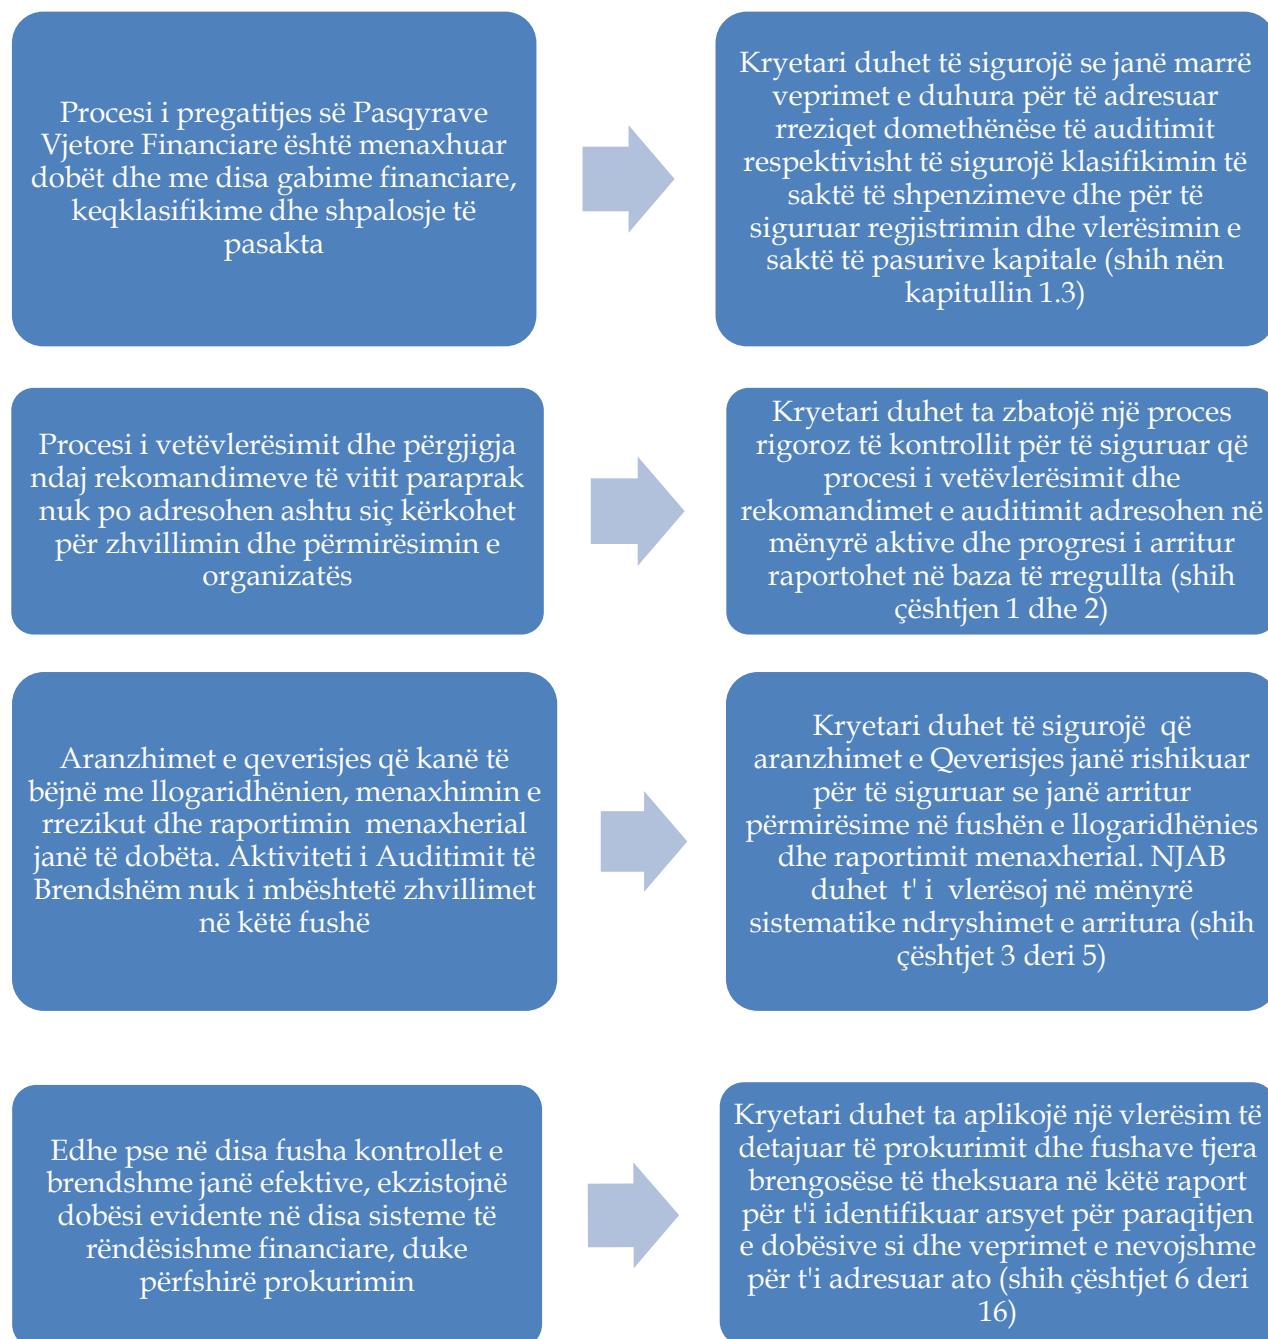 Procesi i pregatitjes së Pasqyrave
Vjetore Financiare është menaxhuar
dobët dhe me disa gabime financiare,
keqklasifikime dhe shpalosje të
pasakta
Kryetari duhet të sigurojë se janë marrë
veprimet e duhura për të adresuar
rreziqet domethënëse të auditimit
respektivisht të sigurojë klasifikimin të
saktë të shpenzimeve dhe për të
siguruar regjistrimin dhe vlerësimin e
saktë të pasurive kapitale (shih nën
kapitullin 1.3)
Procesi i vetëvlerësimit dhe përgjigja
ndaj rekomandimeve të vitit paraprak
nuk po adresohen ashtu siç kërkohet
për zhvillimin dhe përmirësimin e
organizatës
Kryetari duhet ta zbatojë një proces
rigoroz të kontrollit për të siguruar që
procesi i vetëvlerësimit dhe
rekomandimet e auditimit adresohen në
mënyrë aktive dhe progresi i arritur
raportohet në baza të rregullta (shih
çështjen 1 dhe 2)
Aranzhimet e qeverisjes që kanë të
bëjnë me llogaridhënien, menaxhimin e
rrezikut dhe raportimin  menaxherial
janë të dobëta. Aktiviteti i Auditimit të
Brendshëm nuk i mbështetë zhvillimet
në këtë fushë
Kryetari duhet të sigurojë  që
aranzhimet e Qeverisjes janë rishikuar
për të siguruar se janë arritur
përmirësime në fushën e llogaridhënies
dhe raportimit menaxherial. NJAB
duhet  t' i  vlerësoj në mënyrë
sistematike ndryshimet e arritura (shih
çështjet 3 deri 5)
Edhe pse në disa fusha kontrollet e
brendshme janë efektive, ekzistojnë
dobësi evidente në disa sisteme të
rëndësishme financiare, duke
përfshirë prokurimin
Kryetari duhet ta aplikojë një vlerësim të
detajuar të prokurimit dhe fushave tjera
brengosëse të theksuara në këtë raport
për t'i identifikuar arsyet për paraqitjen
e dobësive si dhe veprimet e nevojshme
për t'i adresuar ato (shih çështjet 6 deri
16)